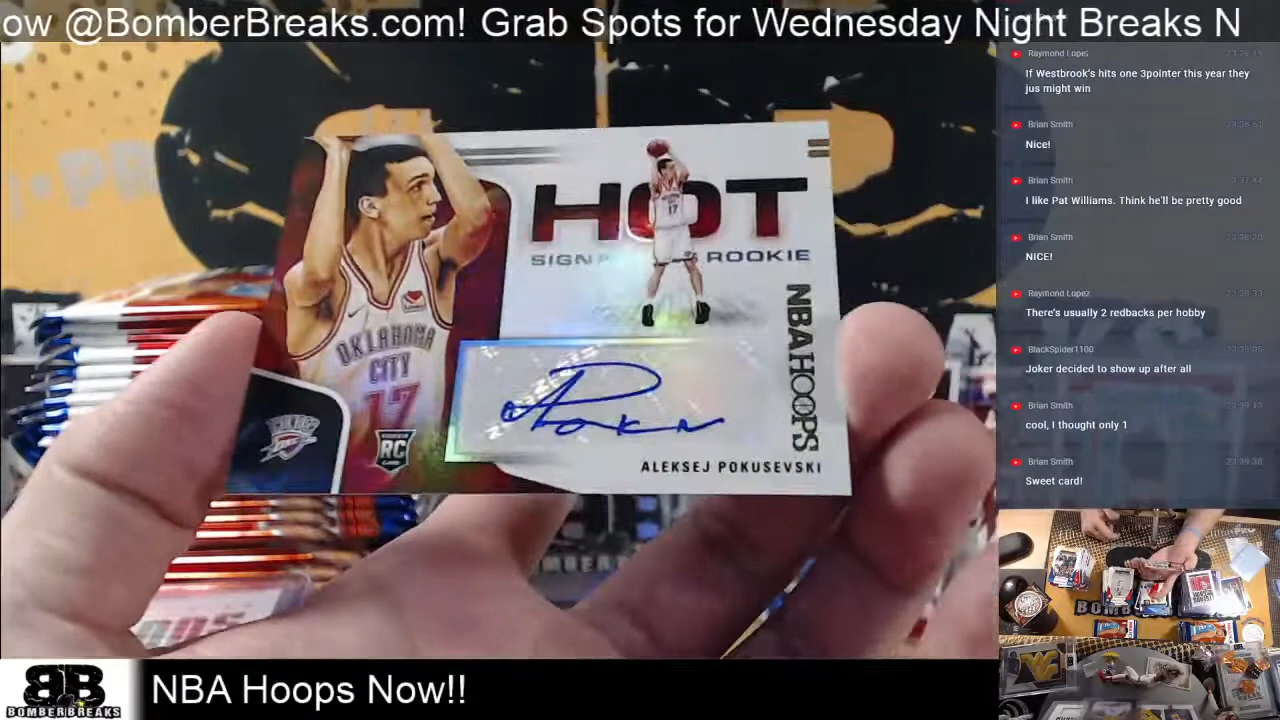 ow @BomberBreaks.com! Grab Spots for Wednesday Night Breaks N
Raymond Lopez
If Westbrook's hits one 3pointer this year they
jus might win
Brian Smith
Nice!
Brian Smith
I like Pat Williams. Think he'll be pretty good
Brian Smith
NICE!
Raymond Lopez
There's usually 2 redbacks per hobby
BlackSpider1100
Joker decided to show up after all
Brian Smith
cool, I thought only 1
Brian Smith
Sweet card!
HOT
ROOKIE
NBA HOOPS
OKLAHOMA
CITY
17
17
RC
ALEKSEJ POKUSEVSKI
BB
BOMBERBREAKS
NBA Hoops Now!!